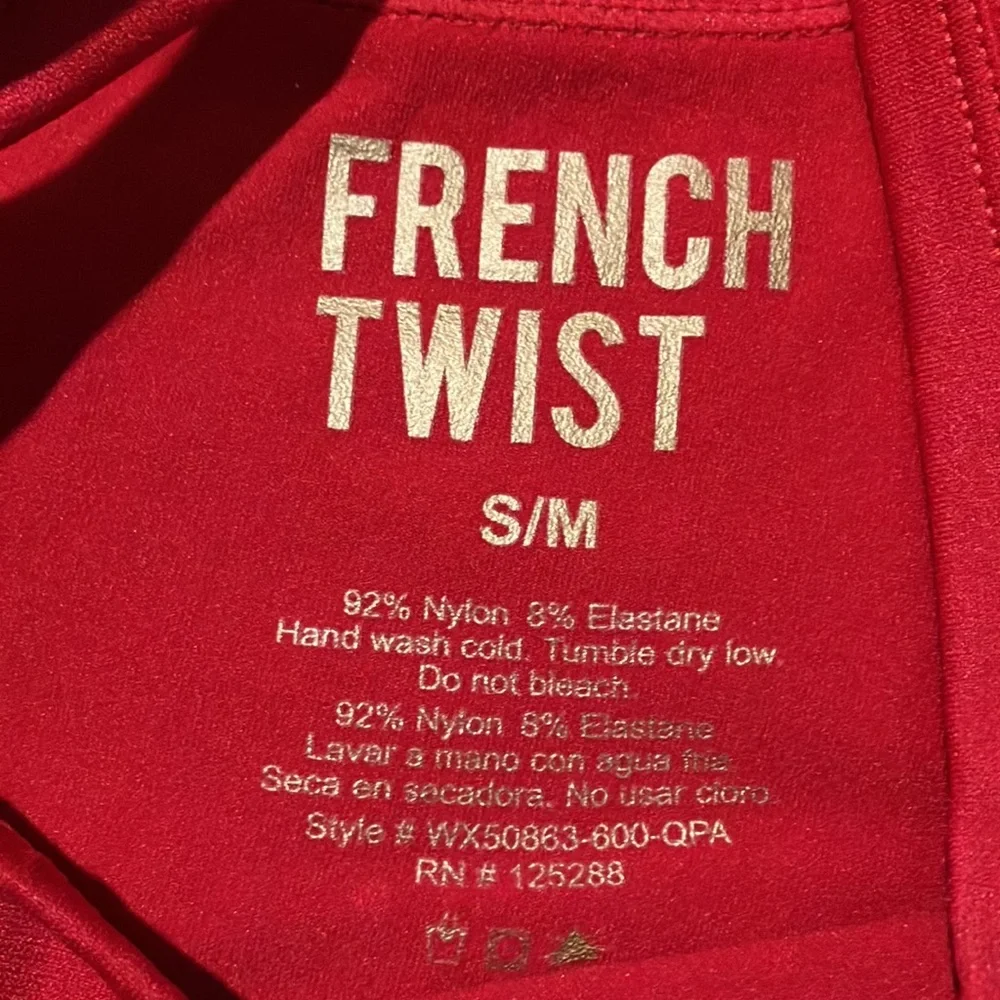 FRENCH
TWIST
S/M
92% Nylon 8% Elastane
Hand wash cold. Tumble dry low.
Do not bleach.
92% Nylon 8% Elastane
Lavar a mano con agua fria.
Seca en secadora. No usar cloro.
Style # WX50863-600-QPA
RN # 125288